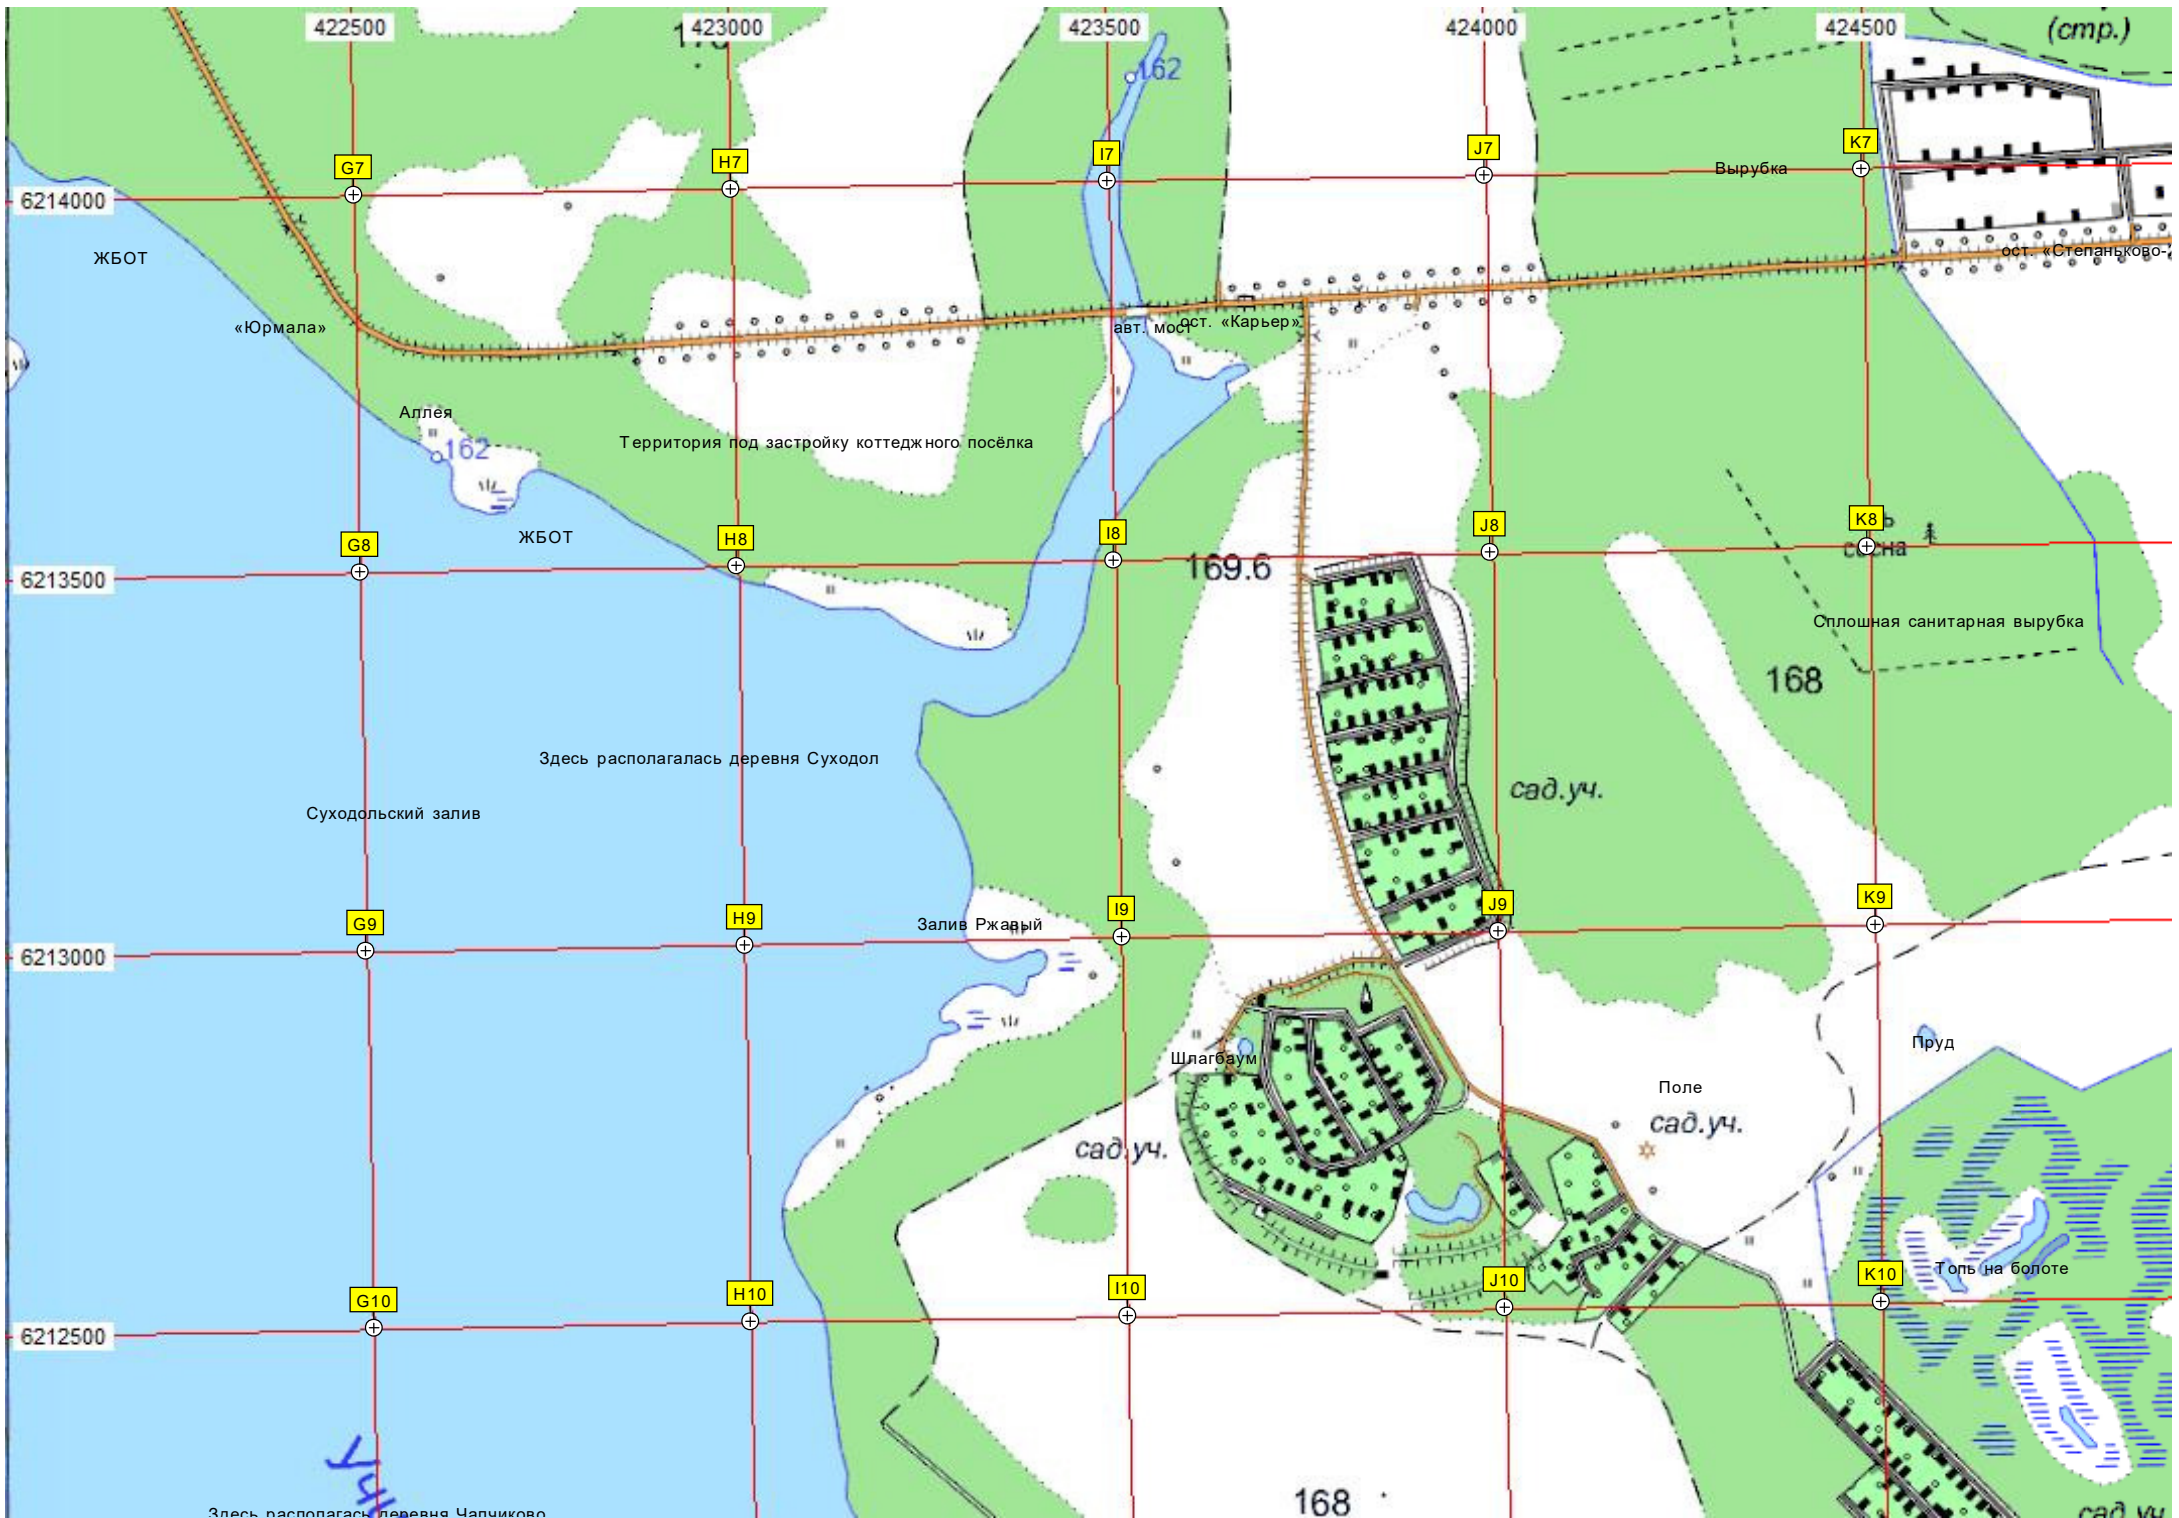 422500 423000 423500 424000 424500 (стр.)
162
G7 H7 I7 J7 K7
Вырубка
6214000
ЖБОТ
ост. «Степаньково-
«Юрмала»
авт. мост
ост. «Карьер»
Аллея
162
Территория под застройку коттеджного посёлка
ЖБОТ
G8 H8 I8 J8 K8
сосна
6213500
169.6
Сплошная санитарная вырубка
168
Здесь располагалась деревня Суходол
сад.уч.
Суходольский залив
G9 H9 I9 J9 K9
Залив Ржавый
6213000
Пруд
Шлагбаум
Поле
сад.уч.
сад.уч.
Топь на болоте
G10 H10 I10 J10 K10
6212500
168
Здесь располагась деревня Чапчиково
сад.уч